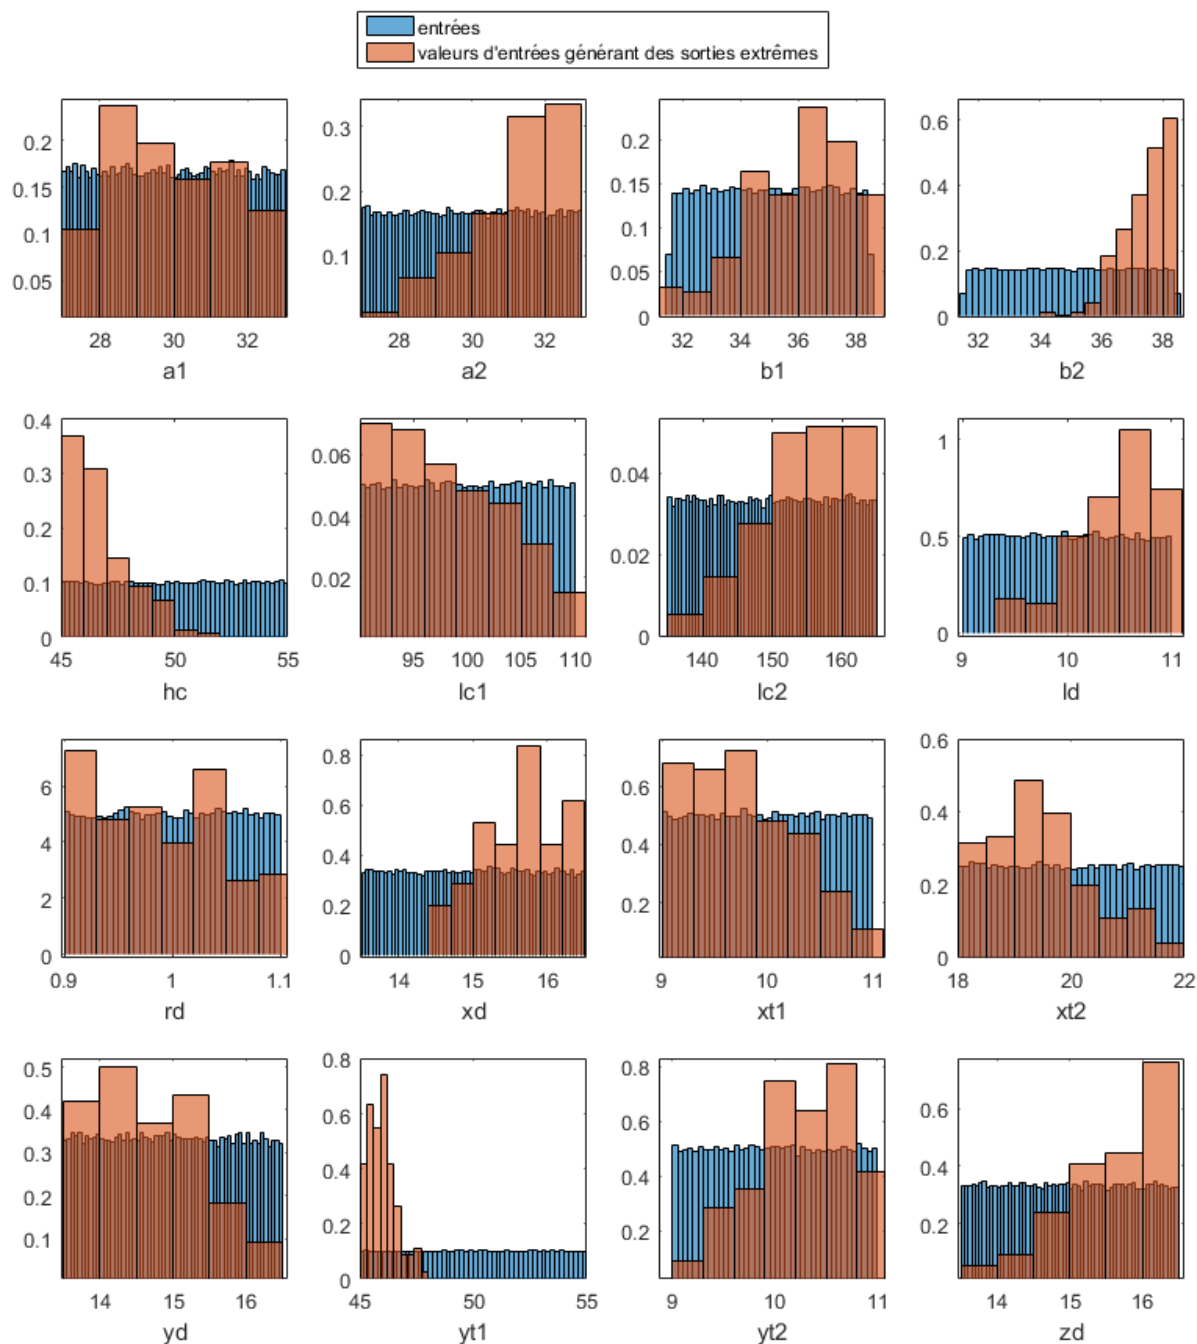 entrées
valeurs d'entrées générant des sorties extrêmes
0.2
0.15
0.1
0.05
28 30 32
a1
0.3
0.2
0.1
28 30 32
a2
0.2
0.15
0.1
0.05
0
32 34 36 38
b1
0.6
0.4
0.2
0
32 34 36 38
b2
0.4
0.3
0.2
0.1
0
45 50 55
hc
0.06
0.04
0.02
95 100 105 110
lc1
0.04
0.02
0
140 150 160
lc2
1
0.5
0
9 10 11
ld
6
4
2
0
0.9 1 1.1
rd
0.8
0.6
0.4
0.2
0
14 15 16
xd
0.6
0.4
0.2
9 10 11
xt1
0.6
0.4
0.2
0
18 20 22
xt2
0.5
0.4
0.3
0.2
0.1
14 15 16
yd
0.8
0.6
0.4
0.2
0
45 50 55
yt1
0.8
0.6
0.4
0.2
9 10 11
yt2
0.6
0.4
0.2
14 15 16
zd